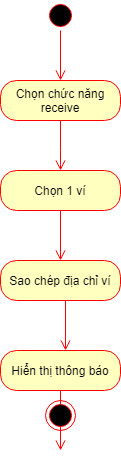 Chọn chức năng
receive
Chọn 1 ví
Sao chép địa chỉ ví
Hiển thị thông báo